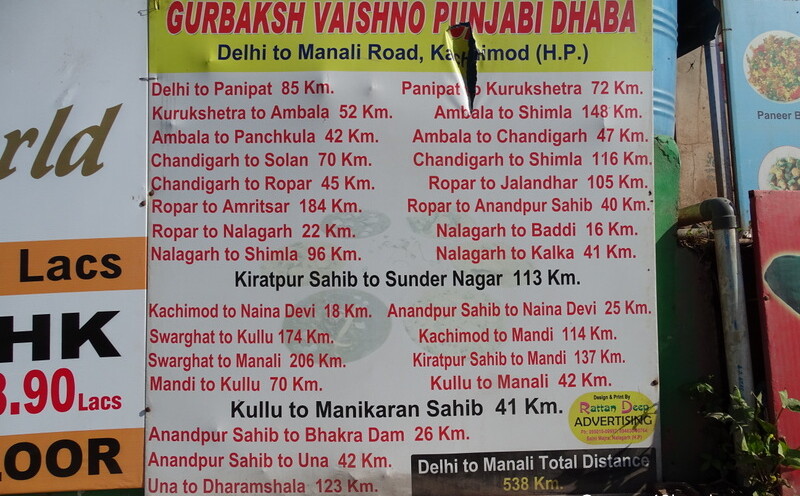 GURBAKSH VAISHNO PUNJABI DHABA
Delhi to Manali Road, (H.P.)
Delhi to Panipat 85 Km.
Panipat to Kurukshetra 72 Km.
Kurukshetra to Ambala 52 Km.
Ambala to Shimla 148 Km.
Ambala to Panchkula 42 Km.
Ambala to Chandigarh 47 Km.
Chandigarh to Solan 70 Km.
Chandigarh to Shimla 116 Km.
Chandigarh to Ropar 45 Km.
Ropar to Jalandhar 105 Km.
Ropar to Amritsar 184 Km.
Ropar to Anandpur Sahib 40 Km.
Ropar to Nalagarh 22 Km.
Nalagarh to Baddi 16 Km.
Nalagarh to Shimla 96 Km.
Nalagarh to Kalka 41 Km.
Kiratpur Sahib to Sunder Nagar 113 Km.
Kachimod to Naina Devi 18 Km.
Anandpur Sahib to Naina Devi 25 Km.
Swarghat to Kullu 174 Km.
Kachimod to Mandi 114 Km.
Swarghat to Manali 206 Km.
Kiratpur Sahib to Mandi 137 Km.
Mandi to Kullu 70 Km.
Kullu to Manali 42 Km.
Kullu to Manikaran Sahib 41 Km.
Anandpur Sahib to Bhakra Dam 26 Km.
Anandpur Sahib to Una 42 Km.
Una to Dharamshala 123 Km.
Design & Print By
Rattan Deep
ADVERTISING
Delhi to Manali Total Distance
538 Km.
rld
Lacs
HK
3.90 Lacs
LOOR
Paneer B